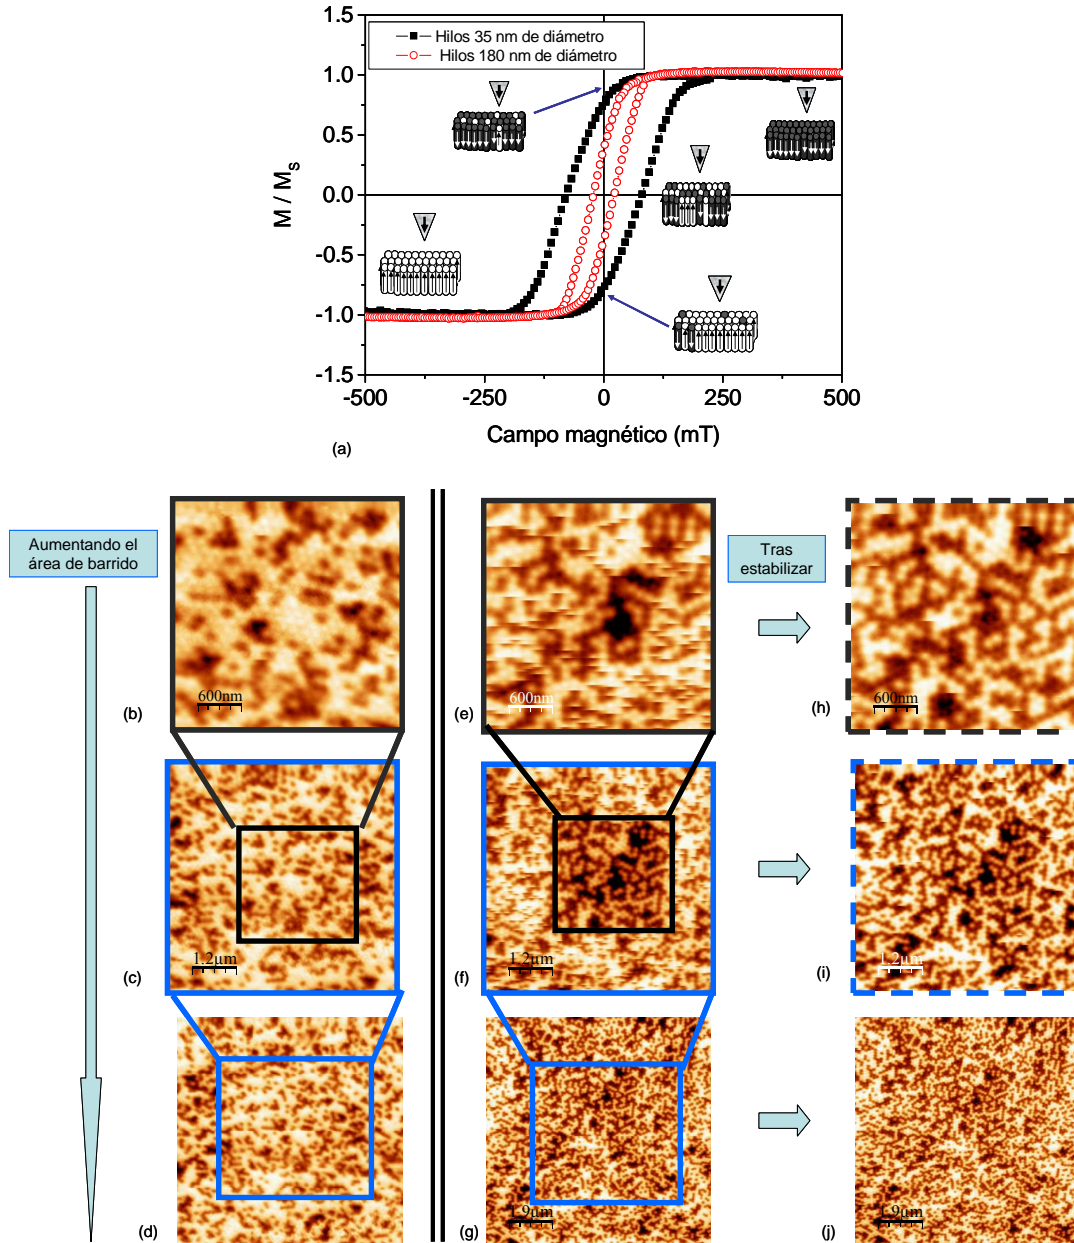 1.5
1.0
0.5
0.0
-0.5
-1.0
-1.5
M / Ms
Hilos 35 nm de diámetro
Hilos 180 nm de diámetro
-500
-250
0
250
500
Campo magnético (mT)
(a)
Aumentando el
área de barrido
Tras
estabilizar
600nm
(b)
600nm
(e)
600nm
(h)
1.2µm
(c)
1.2µm
(f)
1.2µm
(i)
(d)
1.9µm
(g)
1.9µm
(j)